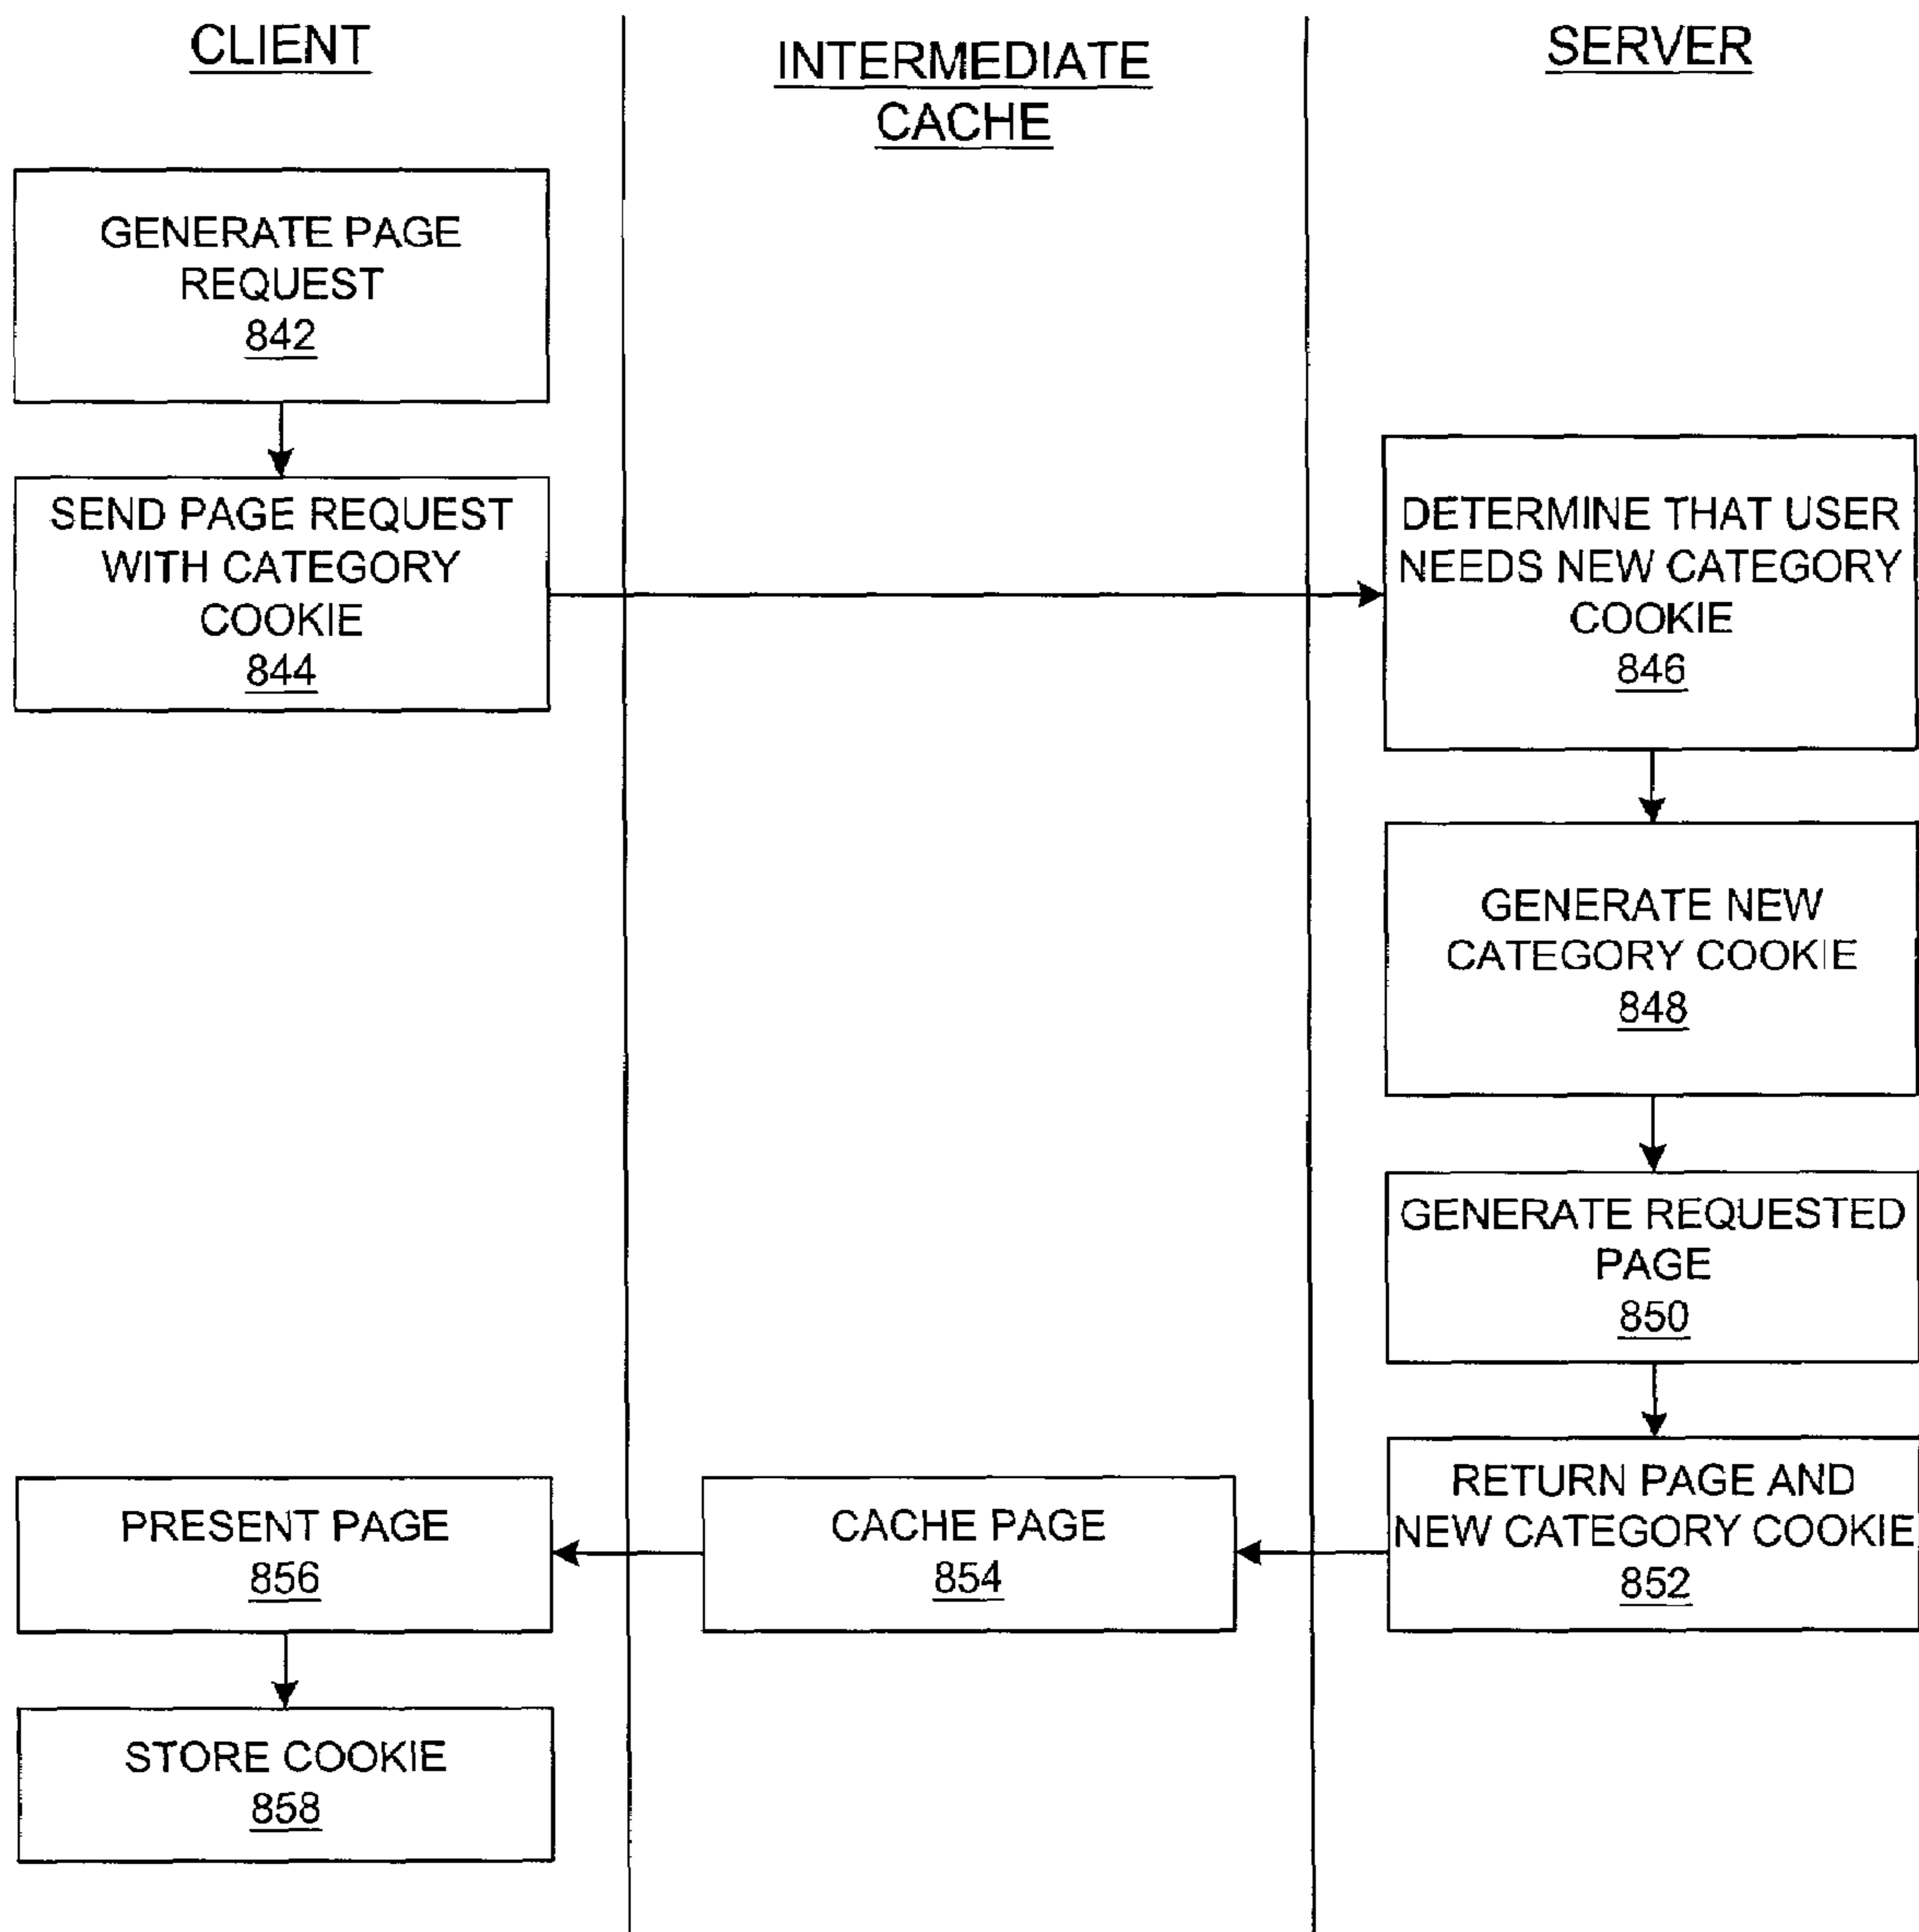 CLIENT
INTERMEDIATE
CACHE
SERVER
GENERATE PAGE
REQUEST
842
SEND PAGE REQUEST
WITH CATEGORY
COOKIE
844
DETERMINE THAT USER
NEEDS NEW CATEGORY
COOKIE
846
GENERATE NEW
CATEGORY COOKIE
848
GENERATE REQUESTED
PAGE
850
RETURN PAGE AND
NEW CATEGORY COOKIE
852
CACHE PAGE
854
PRESENT PAGE
856
STORE COOKIE
858